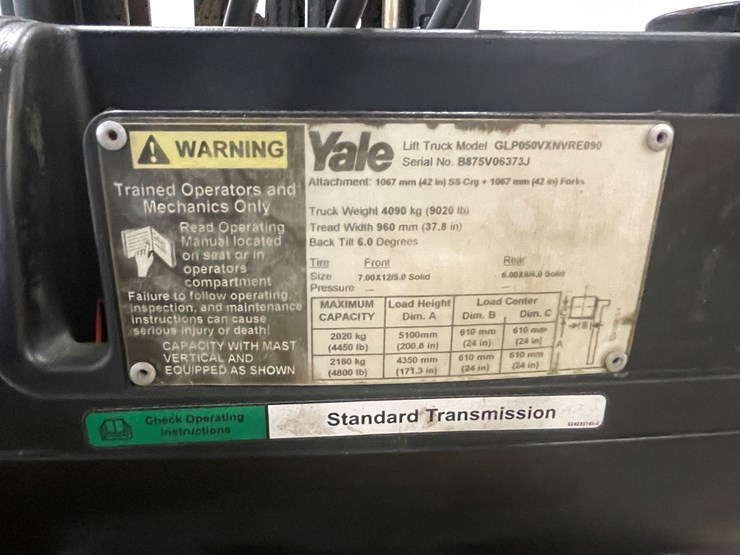 WARNING
Trained Operators and
Mechanics Only
Read Operating
Manual located
on seat or in
operators
compartment
Failure to follow operating,
inspection, and maintenance
instructions can cause
serious injury or death!
CAPACITY WITH MAST
VERTICAL AND
EQUIPPED AS SHOWN
Yale
Lift Truck Model GLP050VXNVRE090
Serial No. B875V06373J
Attachment: 1067 mm (42 in) SS Crg + 1067 mm (42 in) Forks
Truck Weight 4090 kg (9020 lb)
Tread Width 960 mm (37.8 in)
Back Tilt 6.0 Degrees
Tire Front Rear
Size 7.00X12/5.0 Solid 6.00X9/4.0 Solid
Pressure — —
MAXIMUM CAPACITY Load Height Dim. A Load Center Dim. B Dim. C
2020 kg 5100mm 610 mm 610 mm
(4450 lb) (200.8 in) (24 in) (24 in)
2180 kg 4350 mm 610 mm 610 mm
(4800 lb) (171.3 in) (24 in) (24 in)
C
B
A
Check Operating
Instructions
Standard Transmission